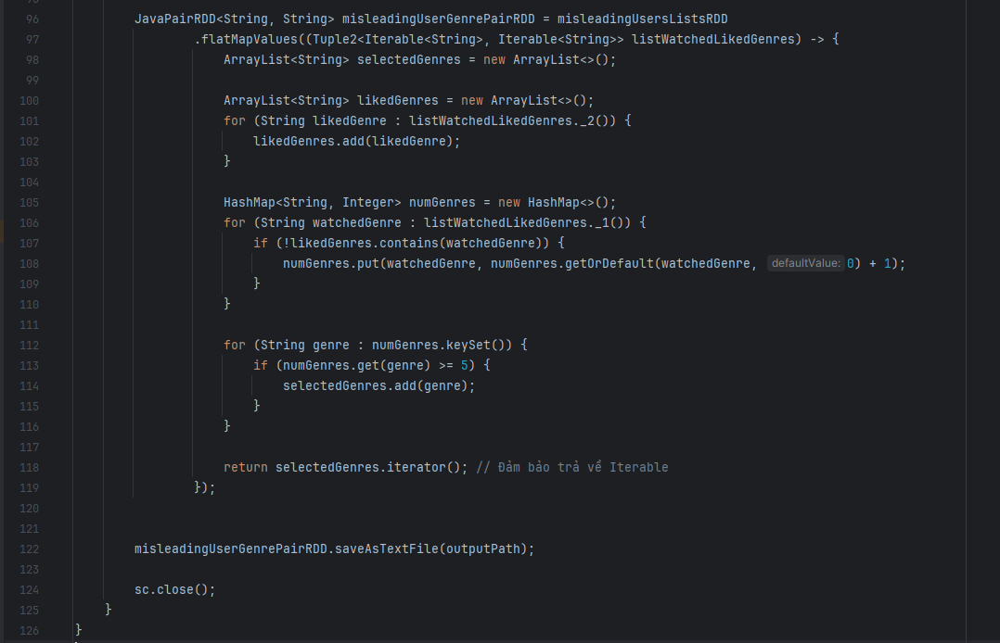 96 JavaPairRDD<String, String> misleadingUserGenrePairRDD = misleadingUsersListsRDD
97 .flatMapValues((Tuple2<Iterable<String>, Iterable<String>> listWatchedLikedGenres) -> {
98 ArrayList<String> selectedGenres = new ArrayList<>();
99
100 ArrayList<String> likedGenres = new ArrayList<>();
101 for (String likedGenre : listWatchedLikedGenres._2()) {
102 likedGenres.add(likedGenre);
103 }
104
105 HashMap<String, Integer> numGenres = new HashMap<>();
106 for (String watchedGenre : listWatchedLikedGenres._1()) {
107 if (!likedGenres.contains(watchedGenre)) {
108 numGenres.put(watchedGenre, numGenres.getOrDefault(watchedGenre, defaultValue: 0) + 1);
109 }
110 }
111
112 for (String genre : numGenres.keySet()) {
113 if (numGenres.get(genre) >= 5) {
114 selectedGenres.add(genre);
115 }
116 }
117
118 return selectedGenres.iterator(); // Đảm bảo trả về Iterable
119 });
120
121
122 misleadingUserGenrePairRDD.saveAsTextFile(outputPath);
123
124 sc.close();
125 }
126 }